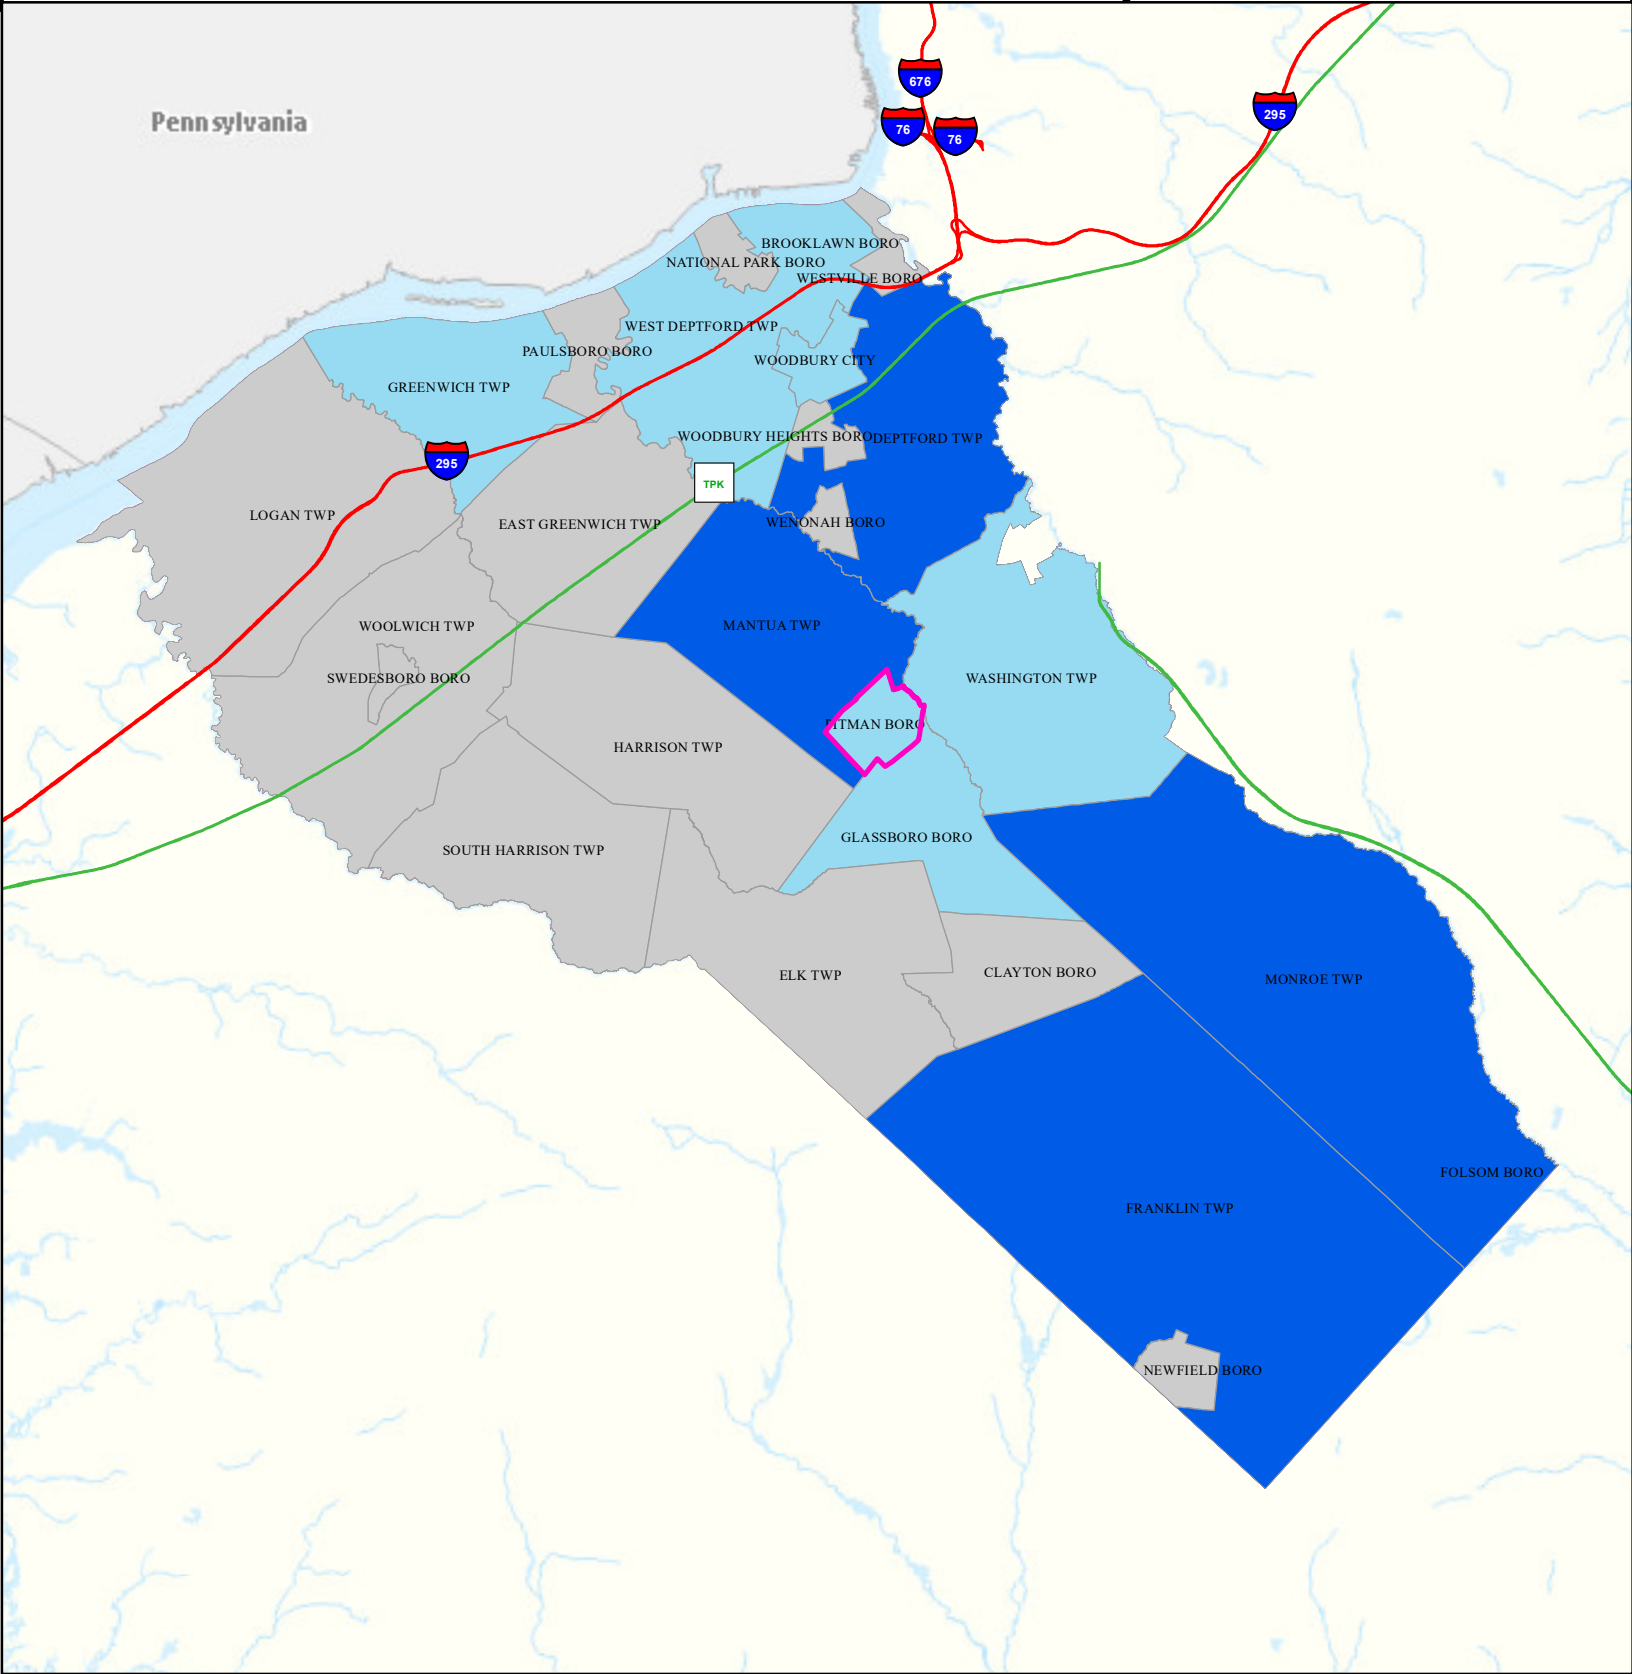 676
295
Pennsylvania
76
76
BROOKLAWN BORO
NATIONAL PARK BORO
WESTVILLE BORO
WEST DEPTFORD TWP
PAULSBORO BORO
WOODBURY CITY
GREENWICH TWP
WOODBURY HEIGHTS BORO
DEPTFORD TWP
295
TPK
LOGAN TWP
EAST GREENWICH TWP
WENONAH BORO
WOOLWICH TWP
MANTUA TWP
SWEDESBORO BORO
WASHINGTON TWP
PITMAN BORO
HARRISON TWP
GLASSBORO BORO
SOUTH HARRISON TWP
ELK TWP
CLAYTON BORO
MONROE TWP
FOLSOM BORO
FRANKLIN TWP
NEWFIELD BORO